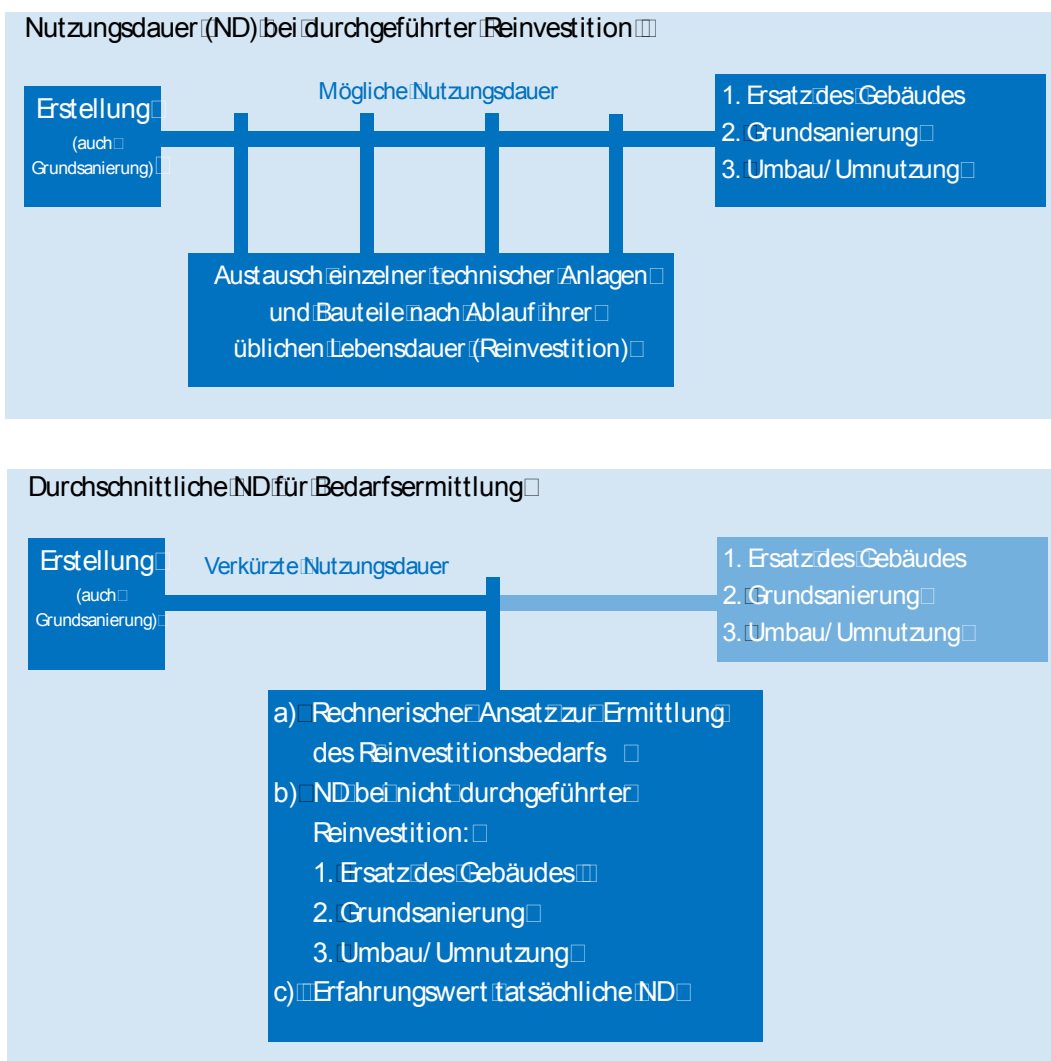 Nutzungsdauer (ND) bei durchgeführter Reinvestition
Mögliche Nutzungsdauer
Erstellung
(auch
Grundsanierung)
1. Ersatz des Gebäudes
2. Grundsanierung
3. Umbau/ Umnutzung
Austausch einzelner technischer Anlagen
und Bauteile nach Ablauf ihrer
üblichen Lebensdauer (Reinvestition)
Durchschnittliche ND für Bedarfsermittlung
Erstellung
(auch
Grundsanierung)
Verkürzte Nutzungsdauer
1. Ersatz des Gebäudes
2. Grundsanierung
3. Umbau/ Umnutzung
a) Rechnerischer Ansatz zur Ermittlung
des Reinvestitionsbedarfs
b) ND bei nicht durchgeführter
Reinvestition:
1. Ersatz des Gebäudes
2. Grundsanierung
3. Umbau/ Umnutzung
c) Erfahrungswert tatsächliche ND